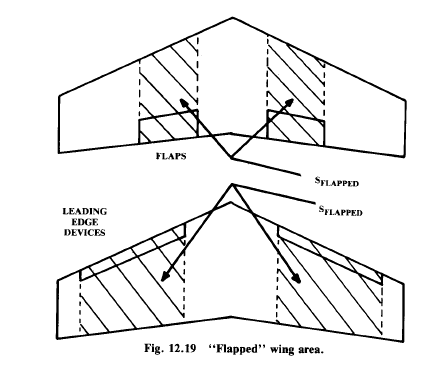 FLAPS
SFLAPPED
SFLAPPED
LEADING
EDGE
DEVICES
Fig. 12.19 "Flapped" wing area.